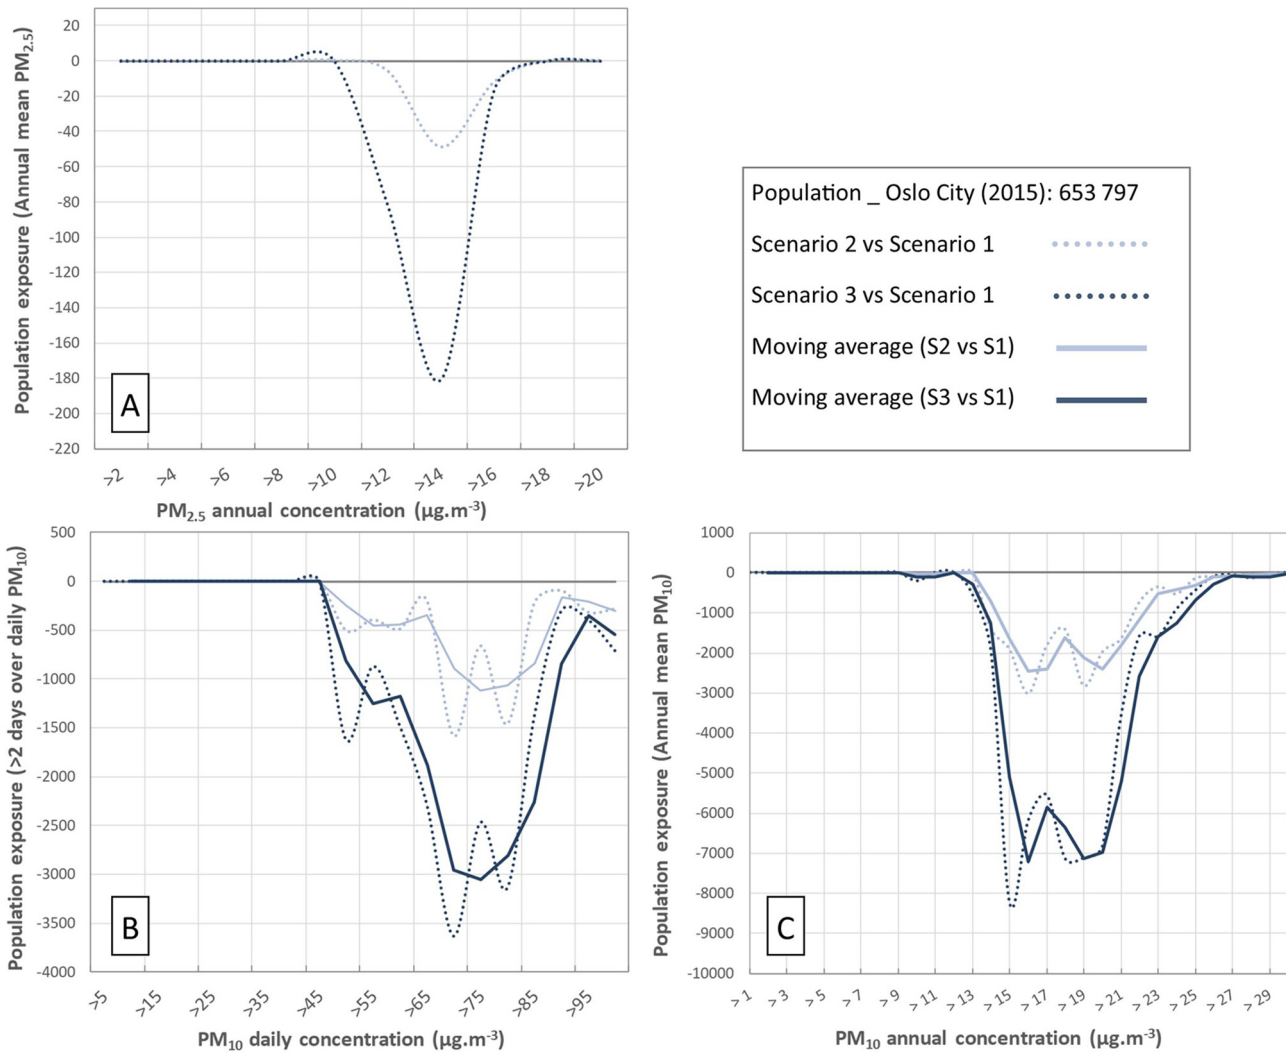 20
0
-20
-40
-60
-80
-100
-120
-140
-160
-180
-200
-220
Population exposure (Annual mean PM2.5)
A
>2 >4 >6 >8 >10 >12 >14 >16 >18 >20
PM2.5 annual concentration (µg.m-3)
Population _ Oslo City (2015): 653 797
Scenario 2 vs Scenario 1
Scenario 3 vs Scenario 1
Moving average (S2 vs S1)
Moving average (S3 vs S1)
500
0
-500
-1000
-1500
-2000
-2500
-3000
-3500
-4000
Population exposure (>2 days over daily PM10)
B
>5 >15 >25 >35 >45 >55 >65 >75 >85 >95
PM10 daily concentration (µg.m-3)
1000
0
-1000
-2000
-3000
-4000
-5000
-6000
-7000
-8000
-9000
-10000
Population exposure (Annual mean PM10)
C
> 1 > 3 > 5 > 7 > 9 > 11 > 13 > 15 > 17 > 19 > 21 > 23 > 25 > 27 > 29
PM10 annual concentration (µg.m-3)